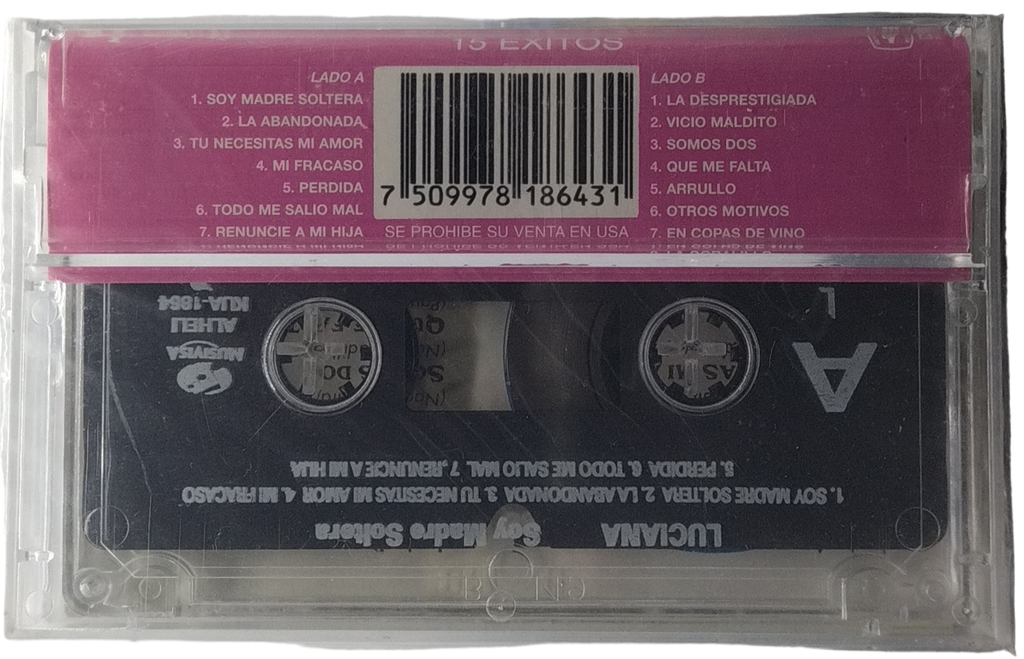 15 EXITOS
LADO A
1. SOY MADRE SOLTERA
2. LA ABANDONADA
3. TU NECESITAS MI AMOR
4. MI FRACASO
5. PERDIDA
6. TODO ME SALIO MAL
7. RENUNCIE A MI HIJA
7 509978 186431
SE PROHIBE SU VENTA EN USA
LADO B
1. LA DESPRESTIGIADA
2. VICIO MALDITO
3. SOMOS DOS
4. QUE ME FALTA
5. ARRULLO
6. OTROS MOTIVOS
7. EN COPAS DE VINO
LUCIANA Soy Madre Soltera
1. SOY MADRE SOLTERA 2. LA ABANDONADA 3. TU NECESITAS MI AMOR 4. MI FRACASO
5. PERDIDA 6. TODO ME SALIO MAL 7. RENUNCIE A MI HIJA
A
MUSIVISA
ALHELI
KIJA-1864